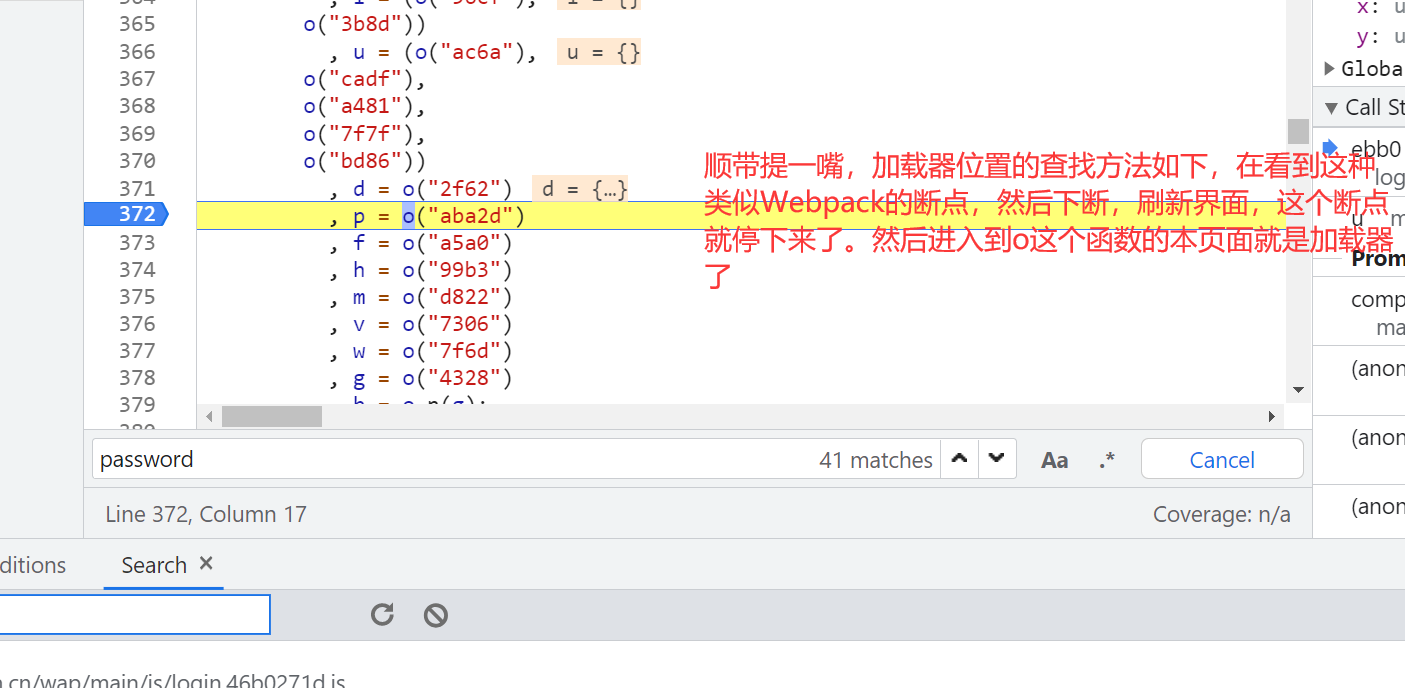 365 o("3b8d"))
366 , u = (o("ac6a"), u = {}
367 o("cadf"),
368 o("a481"),
369 o("7f7f"),
370 o("bd86"))
371 , d = o("2f62") d = {…}
372 , p = o("aba2d")
373 , f = o("a5a0")
374 , h = o("99b3")
375 , m = o("d822")
376 , v = o("7306")
377 , w = o("7f6d")
378 , g = o("4328")
379
顺带提一嘴，加载器位置的查找方法如下，在看到这种
类似Webpack的断点，然后下断，刷新界面，这个断点
就停下来了。然后进入到o这个函数的本页面就是加载器
了
x: u
y: u
Globa
Call St
ebb0
log
u m
Prom
comp
ma
(anon
(anon
(anon
password 41 matches Aa .* Cancel
Line 372, Column 17 Coverage: n/a
ditions Search ×
.cn/wap/main/js/login.46b0271d.js